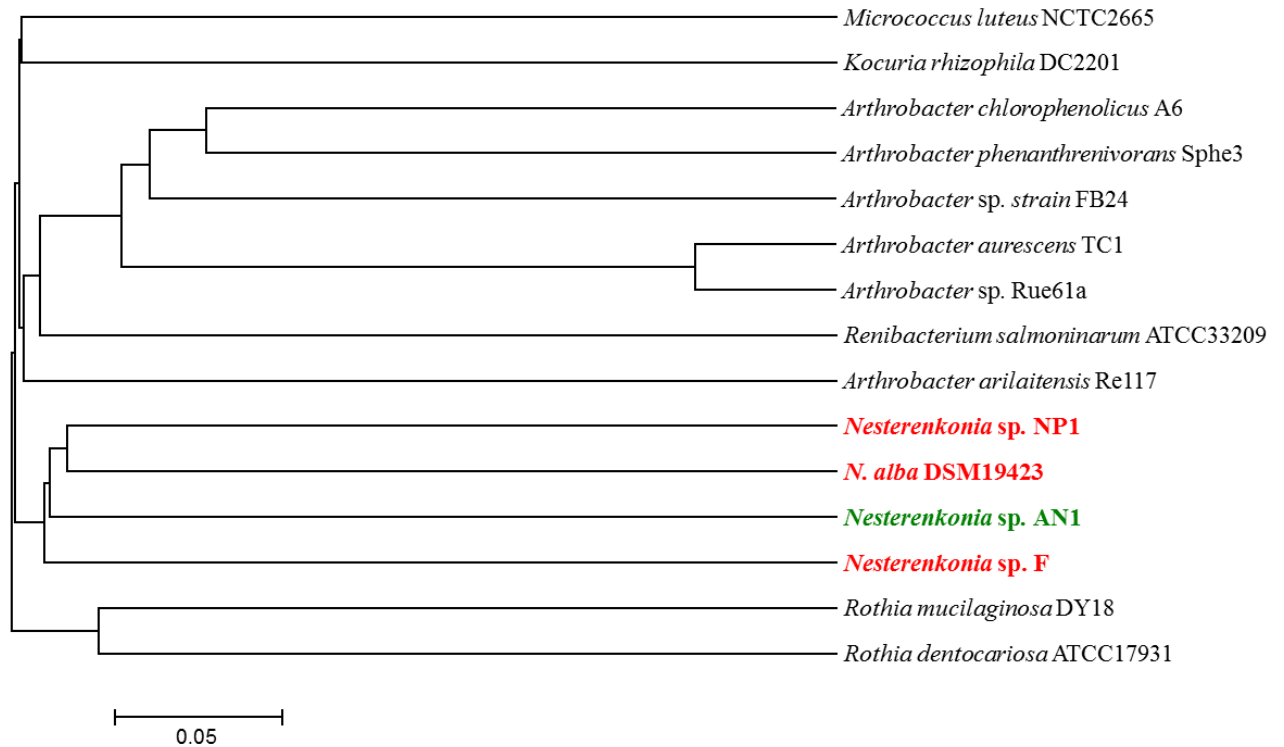 Micrococcus luteus NCTC2665
Kocuria rhizophila DC2201
Arthrobacter chlorophenolicus A6
Arthrobacter phenanthrenivorans Sphe3
Arthrobacter sp. strain FB24
Arthrobacter aurescens TC1
Arthrobacter sp. Rue61a
Renibacterium salmoninarum ATCC33209
Arthrobacter arilaitensis Re117
Nesterenkonia sp. NP1
N. alba DSM19423
Nesterenkonia sp. AN1
Nesterenkonia sp. F
Rothia mucilaginosa DY18
Rothia dentocariosa ATCC17931
0.05